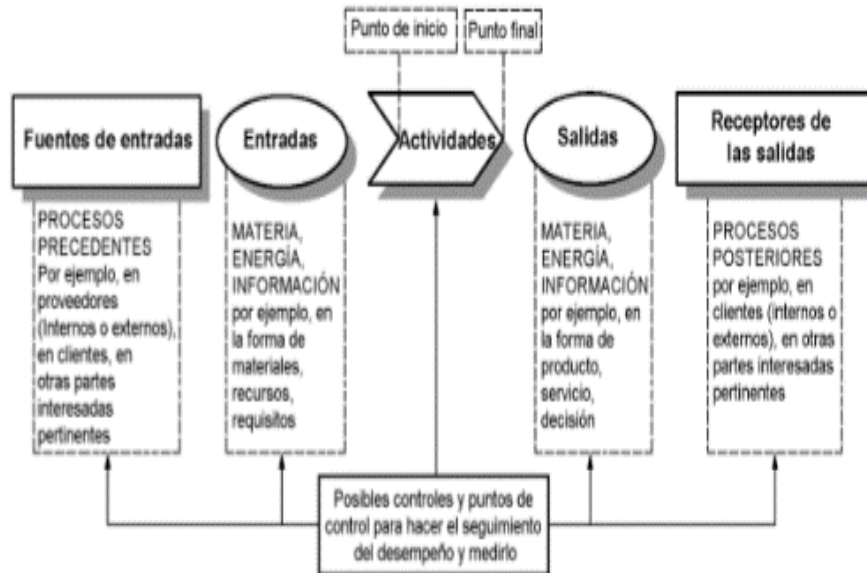 Punto de inicio
Punto final
Fuentes de entradas
Entradas
Actividades
Salidas
Receptores de
las salidas
PROCESOS
PRECEDENTES
Por ejemplo, en
proveedores
(Internos o externos),
en clientes, en
otras partes
interesadas
pertinentes
MATERIA,
ENERGÍA,
INFORMACIÓN
por ejemplo, en
la forma de
materiales,
recursos,
requisitos
MATERIA,
ENERGÍA,
INFORMACIÓN
por ejemplo, en
la forma de
producto,
servicio,
decisión
PROCESOS
POSTERIORES
por ejemplo, en
clientes (internos o
externos), en otras
partes interesadas
pertinentes
Posibles controles y puntos de
control para hacer el seguimiento
del desempeño y medirlo